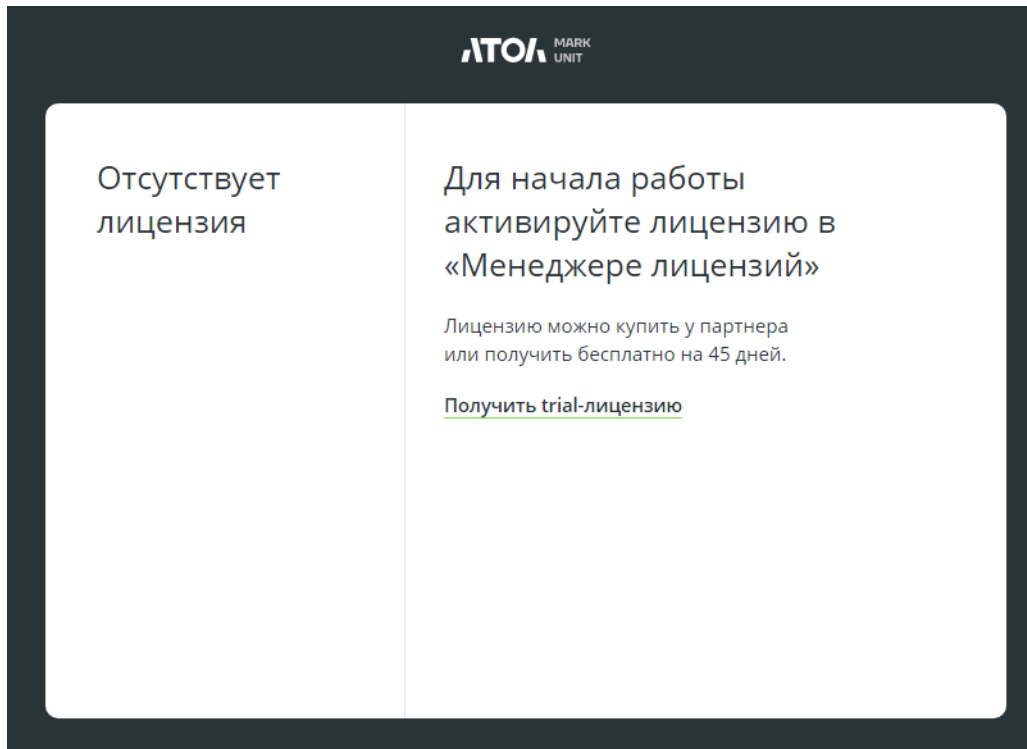 АТОЛ MARK UNIT
Отсутствует
лицензия
Для начала работы
активируйте лицензию в
«Менеджере лицензий»
Лицензию можно купить у партнера
или получить бесплатно на 45 дней.
Получить trial-лицензию